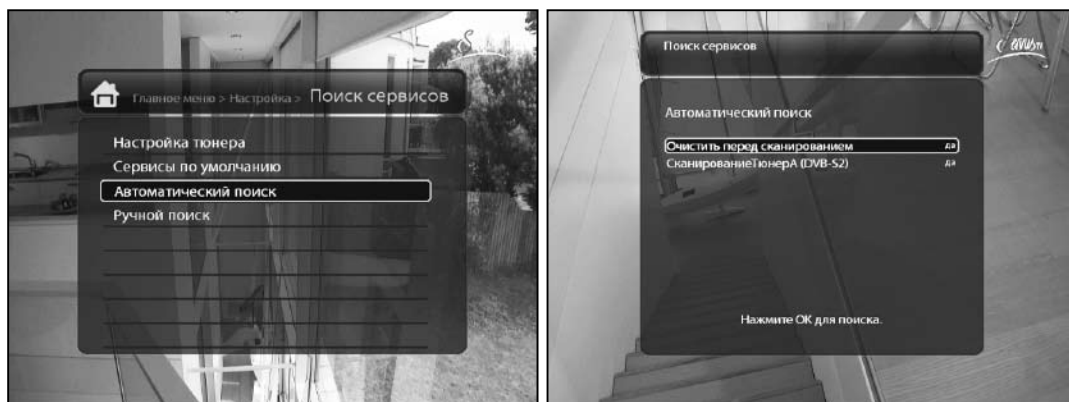 Главное меню > Настройка > Поиск сервисов
Настройка тюнера
Сервисы по умолчанию
Автоматический поиск
Ручной поиск
Поиск сервисов
Автоматический поиск
Очистить перед сканированием да
СканированиеТюнераА (DVB-S2) да
Нажмите OK для поиска.